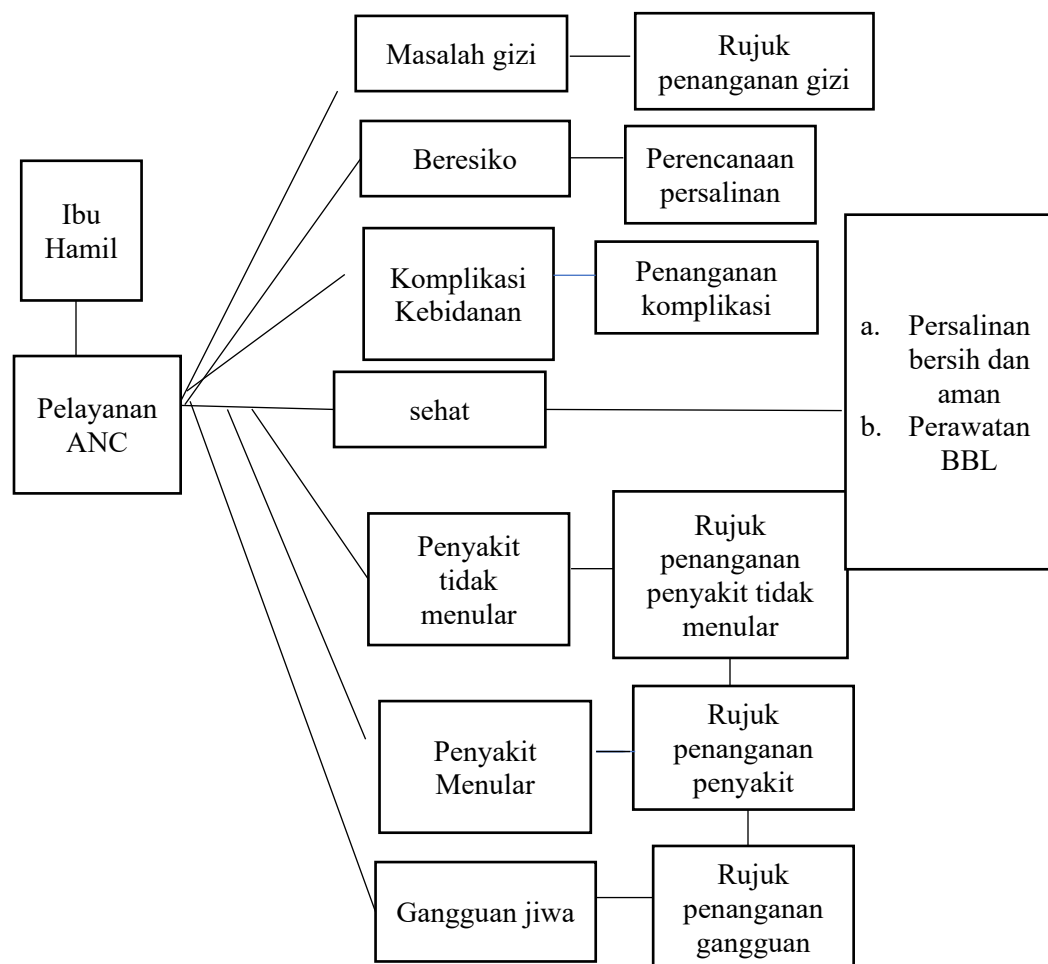 Masalah gizi
Rujuk
penanganan gizi
Beresiko
Perencanaan
persalinan
Ibu
Hamil
Komplikasi
Kebidanan
Penanganan
komplikasi
a. Persalinan
bersih dan
aman
b. Perawatan
BBL
Pelayanan
ANC
sehat
Penyakit
tidak
menular
Rujuk
penanganan
penyakit tidak
menular
Penyakit
Menular
Rujuk
penanganan
penyakit
Gangguan jiwa
Rujuk
penanganan
gangguan